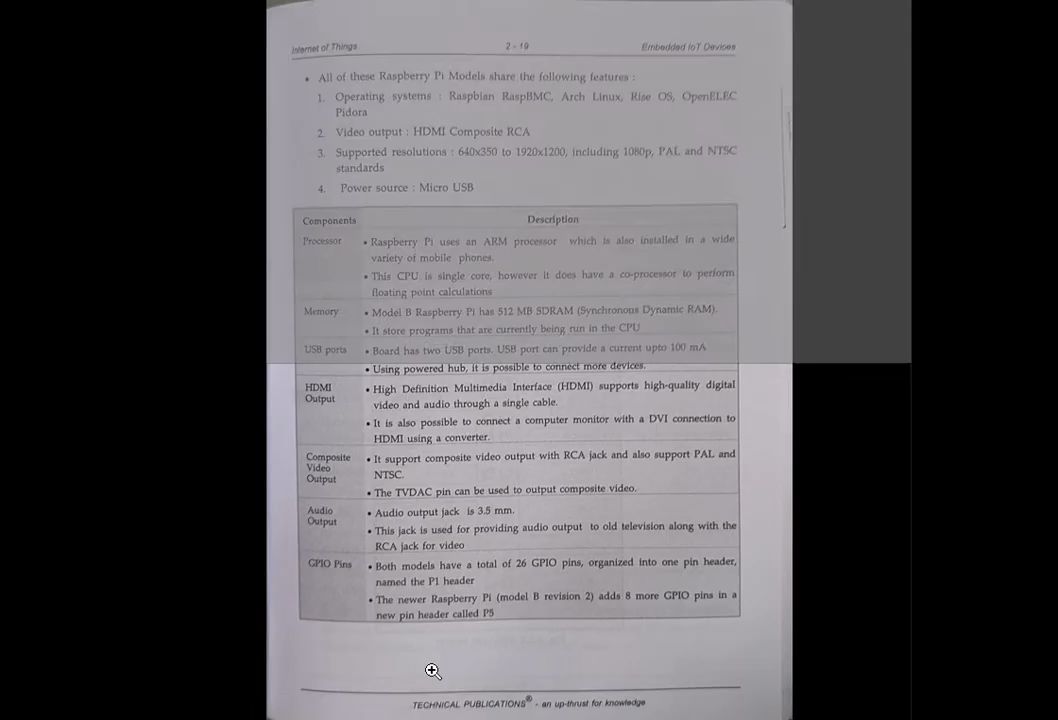 Internet of Things 2 - 19 Embedded IoT Devices
• All of these Raspberry Pi Models share the following features :
1. Operating systems : Raspbian RaspBMC, Arch Linux, Rise OS, OpenELEC
Pidora
2. Video output : HDMI Composite RCA
3. Supported resolutions : 640x350 to 1920x1200, including 1080p, PAL and NTSC
standards
4. Power source : Micro USB
Components Description
Processor • Raspberry Pi uses an ARM processor which is also installed in a wide
variety of mobile phones.
• This CPU is single core, however it does have a co-processor to perform
floating point calculations
Memory • Model B Raspberry Pi has 512 MB SDRAM (Synchronous Dynamic RAM).
• It store programs that are currently being run in the CPU
USB ports • Board has two USB ports. USB port can provide a current upto 100 mA
• Using powered hub, it is possible to connect more devices.
HDMI • High Definition Multimedia Interface (HDMI) supports high-quality digital
Output video and audio through a single cable.
• It is also possible to connect a computer monitor with a DVI connection to
HDMI using a converter.
Composite • It support composite video output with RCA jack and also support PAL and
Video NTSC.
Output • The TVDAC pin can be used to output composite video.
Audio • Audio output jack is 3.5 mm.
Output • This jack is used for providing audio output to old television along with the
RCA jack for video
GPIO Pins • Both models have a total of 26 GPIO pins, organized into one pin header,
named the P1 header
• The newer Raspberry Pi (model B revision 2) adds 8 more GPIO pins in a
new pin header called P5
TECHNICAL PUBLICATIONS® - an up-thrust for knowledge